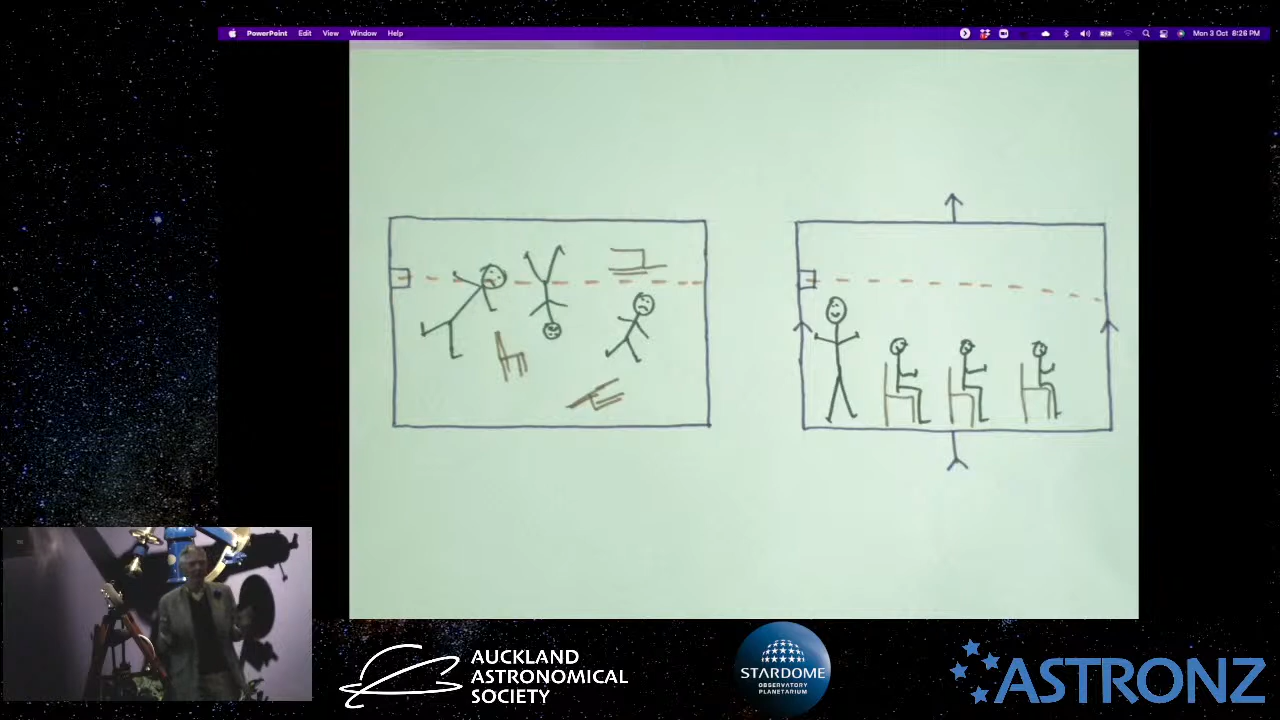 PowerPoint Edit View Window Help
Mon 3 Oct 8:26 PM
AUCKLAND
ASTRONOMICAL
SOCIETY
STARDOME
OBSERVATORY
PLANETARIUM
ASTRONZ